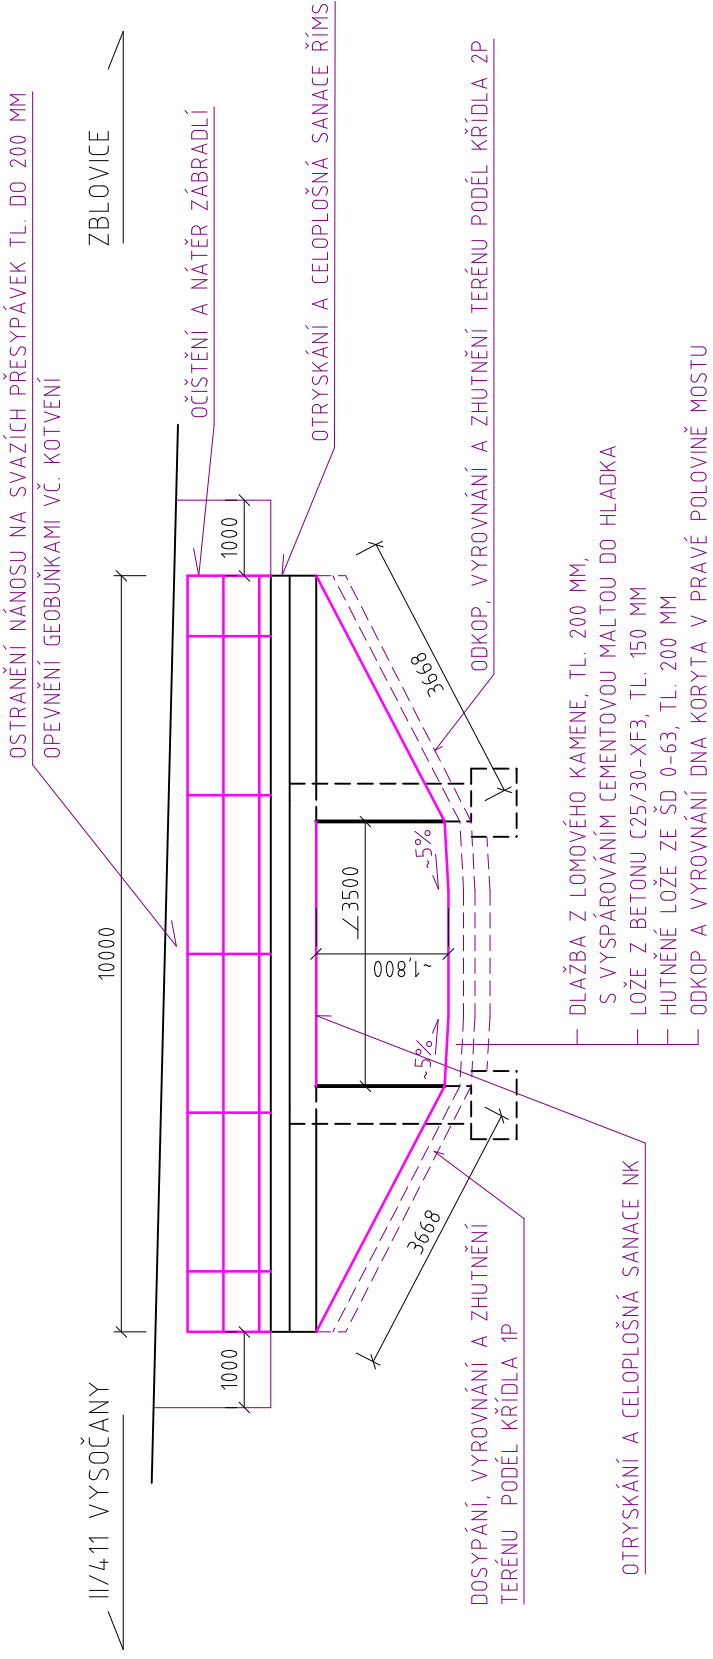 OSTRANĚNÍ NÁNOSU NA SVAZÍCH PŘESYPÁVEK TL. DO 200 MM
OPEVNĚNÍ GEOBUŇKAMI VČ. KOTVENÍ
II/411 VYSOČANY
ZBLOVICE
10000
OČIŠTĚNÍ A NÁTĚR ZÁBRADLÍ
1000
1000
OTRYSKÁNÍ A CELOPLOŠNÁ SANACE ŘÍMS
3500
~1,800
~5%
~5%
3668
3668
ODKOP, VYROVNÁNÍ A ZHUTNĚNÍ TERÉNU PODÉL KŘÍDLA 2P
DOSYPÁNÍ, VYROVNÁNÍ A ZHUTNĚNÍ
TERÉNU PODÉL KŘÍDLA 1P
DLAŽBA Z LOMOVÉHO KAMENE, TL. 200 MM,
S VYSPÁROVÁNÍM CEMENTOVOU MALTOU DO HLADKA
LOŽE Z BETONU C25/30-XF3, TL. 150 MM
HUTNĚNÉ LOŽE ZE ŠD 0-63, TL. 200 MM
ODKOP A VYROVNÁNÍ DNA KORYTA V PRAVÉ POLOVINĚ MOSTU
OTRYSKÁNÍ A CELOPLOŠNÁ SANACE NK